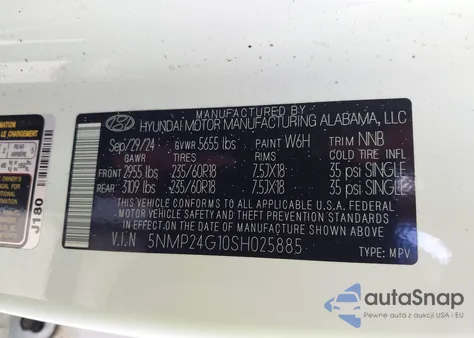 MANUFACTURED BY
HYUNDAI MOTOR MANUFACTURING ALABAMA, LLC
Sep/19/24 GVWR 5655 lbs PAINT W6H TRIM NNB
GAWR TIRES RIMS COLD TIRE INFL
FRONT 2955 lbs 235/60R18 7.5JX18 35 psi SINGLE
REAR 3109 lbs 235/60R18 7.5JX18 35 psi SINGLE
THIS VEHICLE CONFORMS TO ALL APPLICABLE U.S.A. FEDERAL
MOTOR VEHICLE SAFETY AND THEFT PREVENTION STANDARDS
IN EFFECT ON THE DATE OF MANUFACTURE SHOWN ABOVE.
V.I.N 5NMP24G10SH025885 TYPE: MPV
LE CHARGEMENT
J180
autoSnap
Pewne auta z aukcji USA i EU